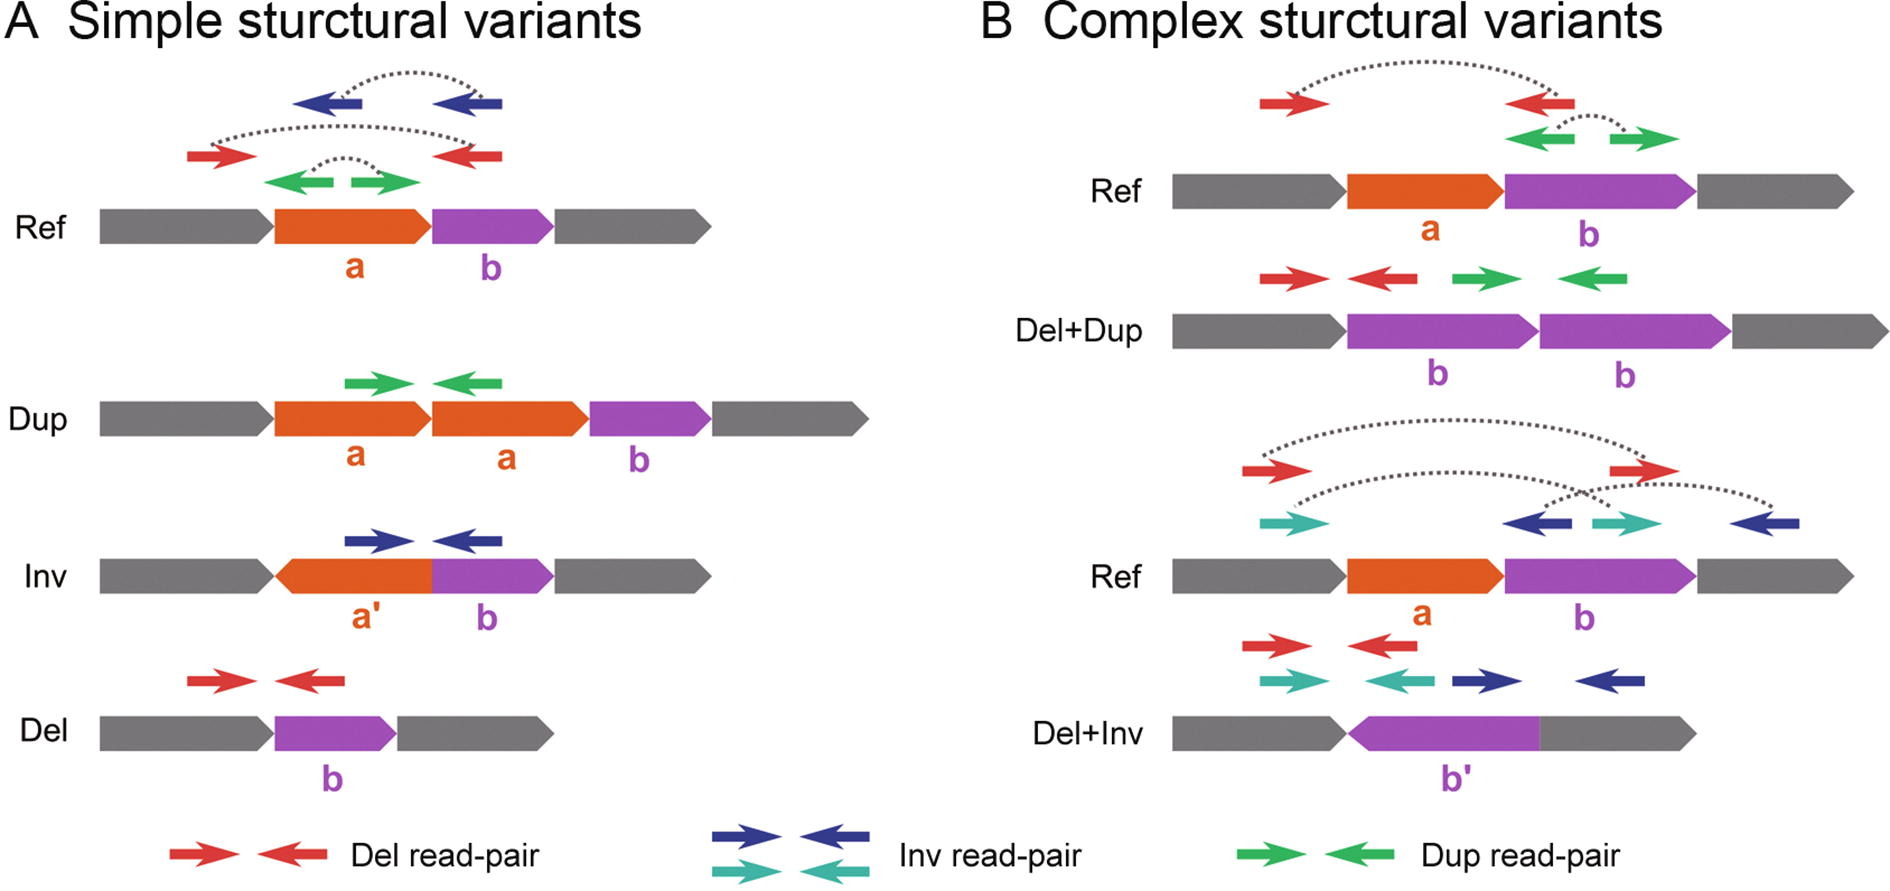 A Simple sturctural variants
Ref
a b
Dup
a a b
Inv
a' b
Del
b
B Complex sturctural variants
Ref
a b
Del+Dup
b b
Ref
a b
Del+Inv
b'
Del read-pair
Inv read-pair
Dup read-pair